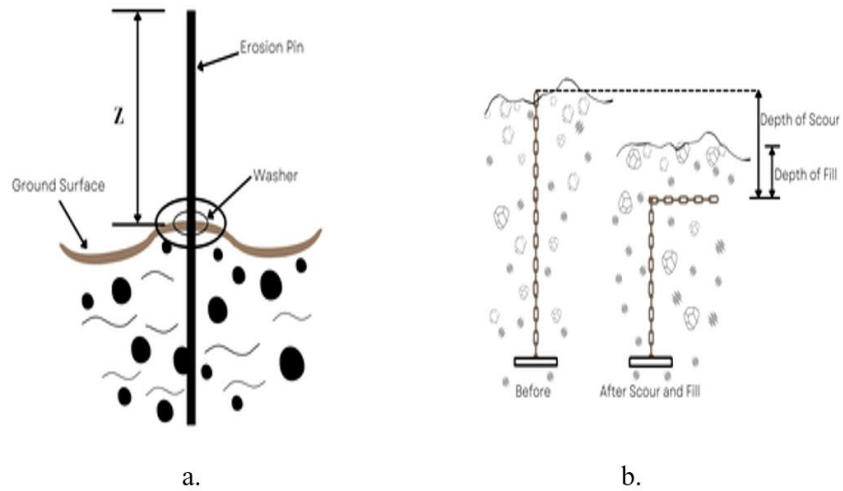 Erosion Pin
Z
Washer
Ground Surface
a.
Depth of Scour
Depth of Fill
Before
After Scour and Fill
b.